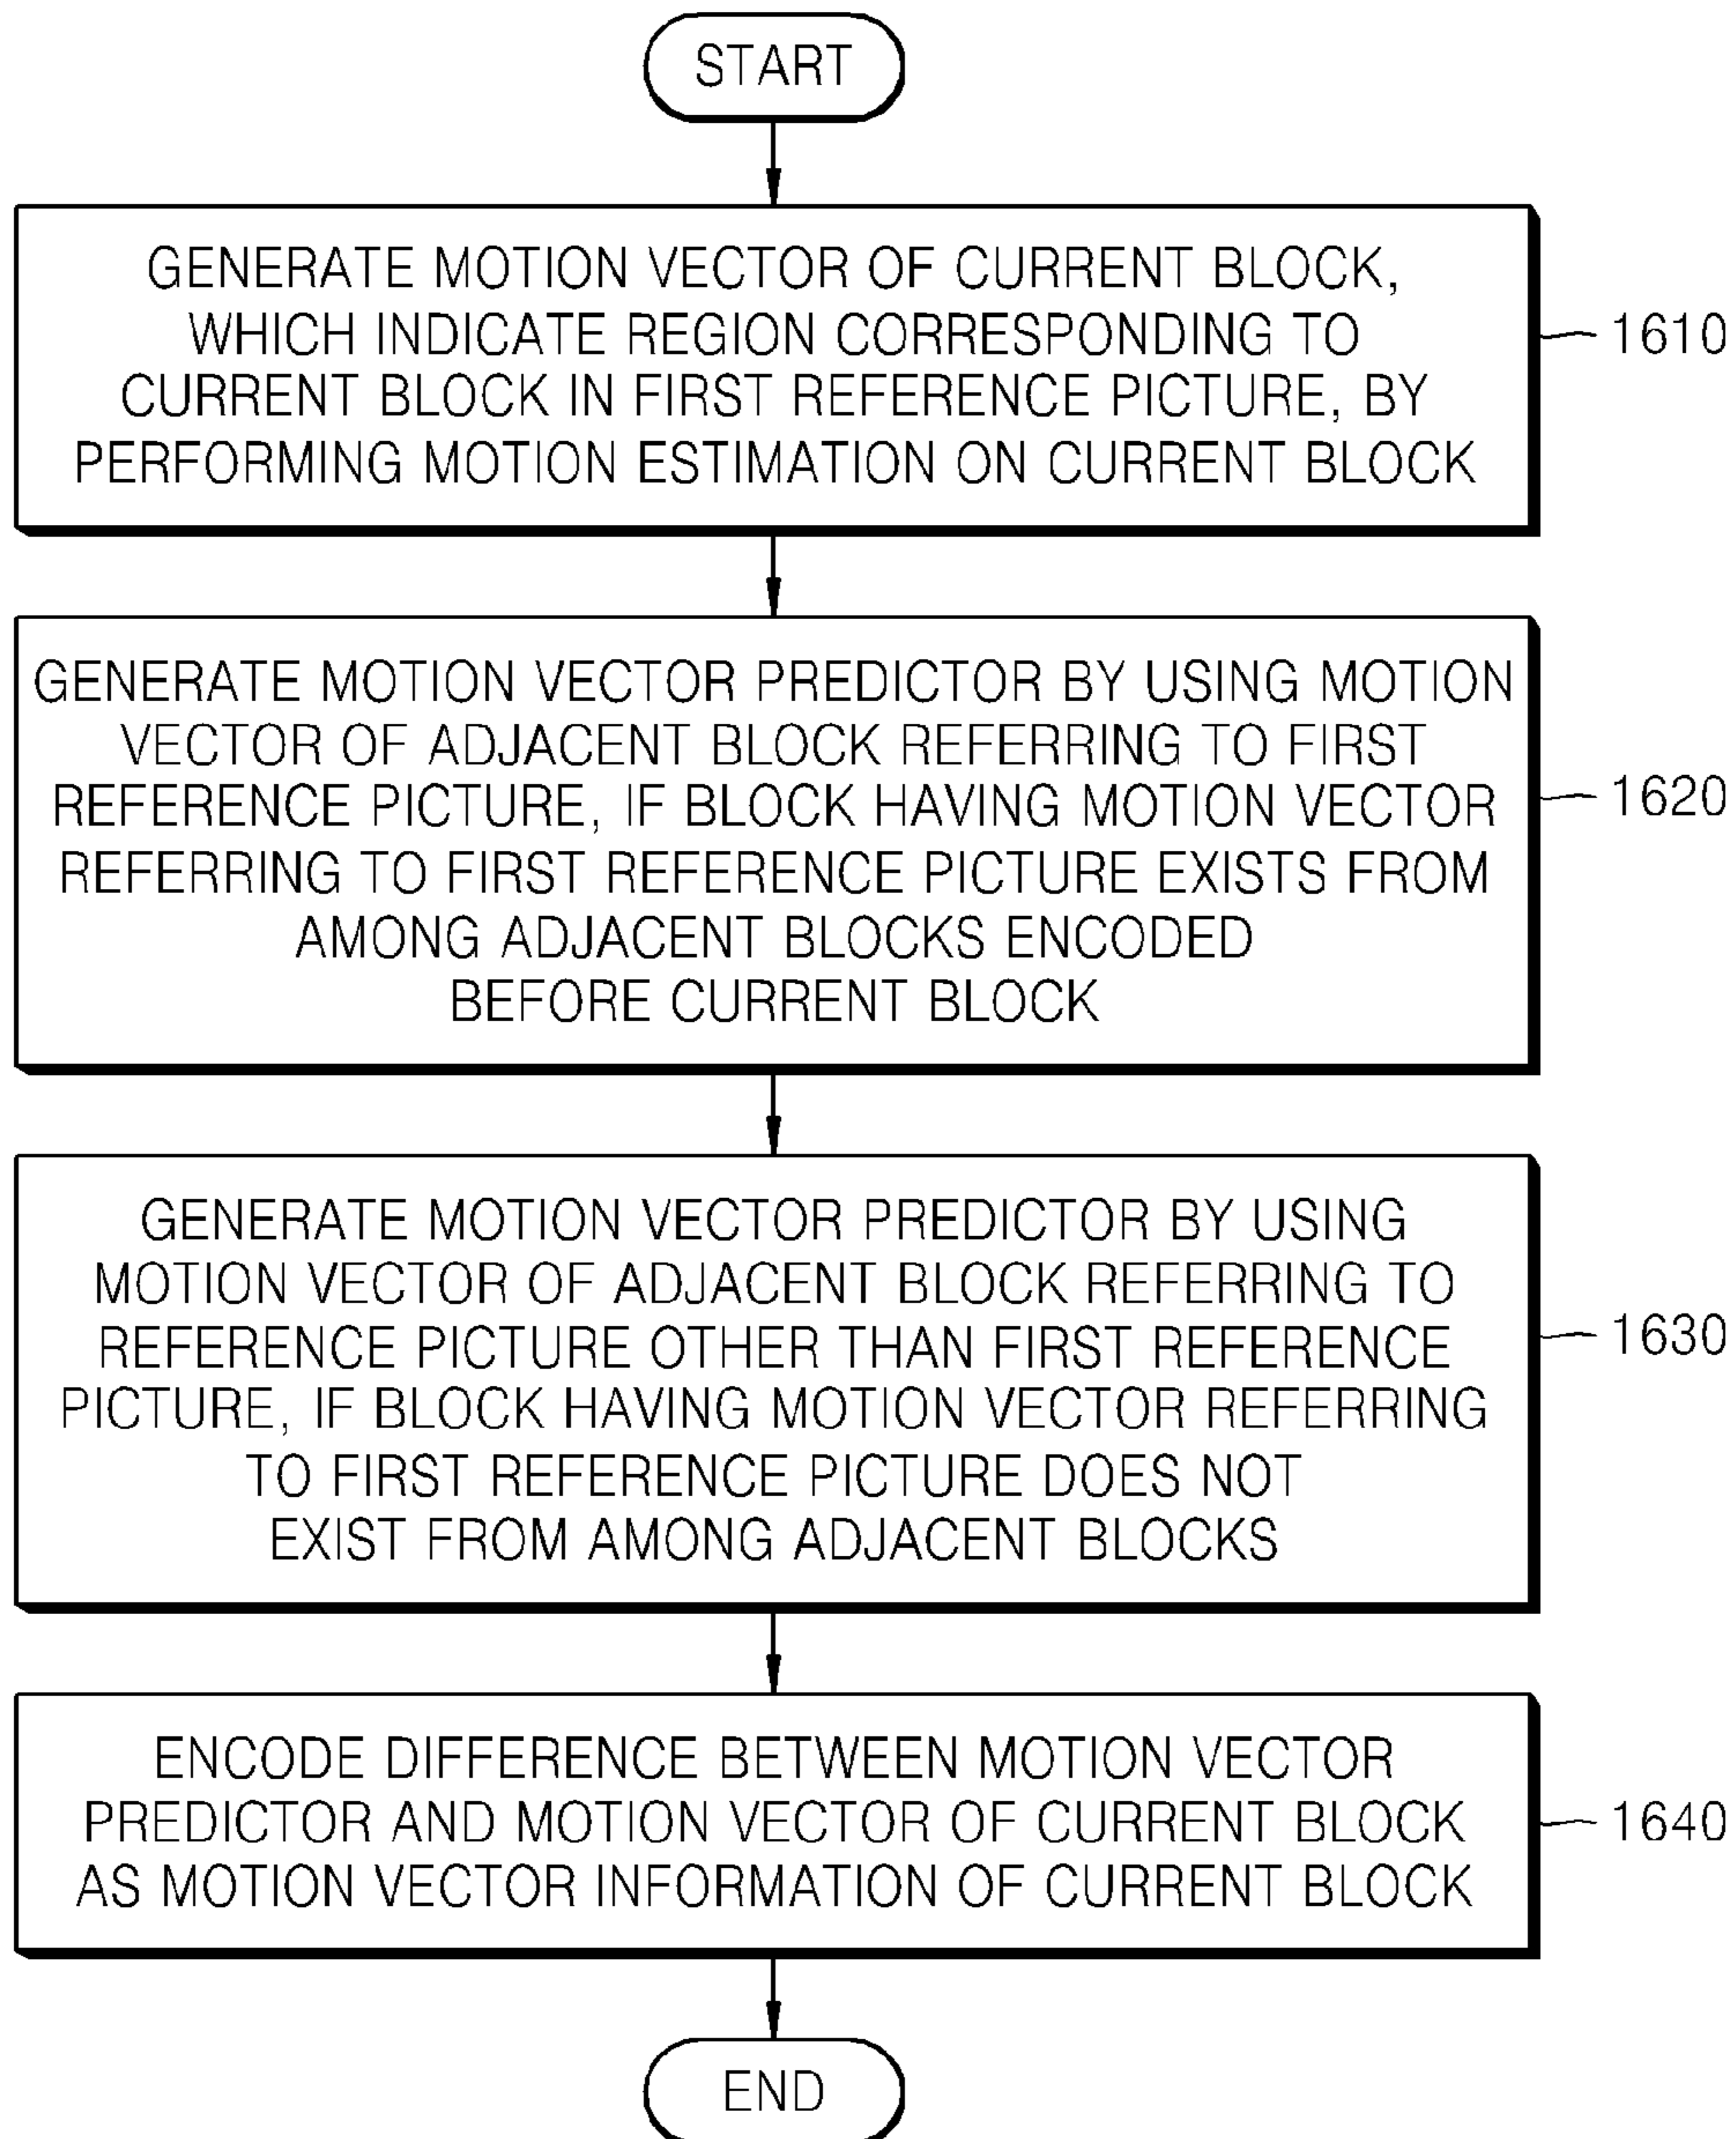 START
GENERATE MOTION VECTOR OF CURRENT BLOCK,
WHICH INDICATE REGION CORRESPONDING TO
CURRENT BLOCK IN FIRST REFERENCE PICTURE, BY
PERFORMING MOTION ESTIMATION ON CURRENT BLOCK
1610
GENERATE MOTION VECTOR PREDICTOR BY USING MOTION
VECTOR OF ADJACENT BLOCK REFERRING TO FIRST
REFERENCE PICTURE, IF BLOCK HAVING MOTION VECTOR
REFERRING TO FIRST REFERENCE PICTURE EXISTS FROM
AMONG ADJACENT BLOCKS ENCODED
BEFORE CURRENT BLOCK
1620
GENERATE MOTION VECTOR PREDICTOR BY USING
MOTION VECTOR OF ADJACENT BLOCK REFERRING TO
REFERENCE PICTURE OTHER THAN FIRST REFERENCE
PICTURE, IF BLOCK HAVING MOTION VECTOR REFERRING
TO FIRST REFERENCE PICTURE DOES NOT
EXIST FROM AMONG ADJACENT BLOCKS
1630
ENCODE DIFFERENCE BETWEEN MOTION VECTOR
PREDICTOR AND MOTION VECTOR OF CURRENT BLOCK
AS MOTION VECTOR INFORMATION OF CURRENT BLOCK
1640
END